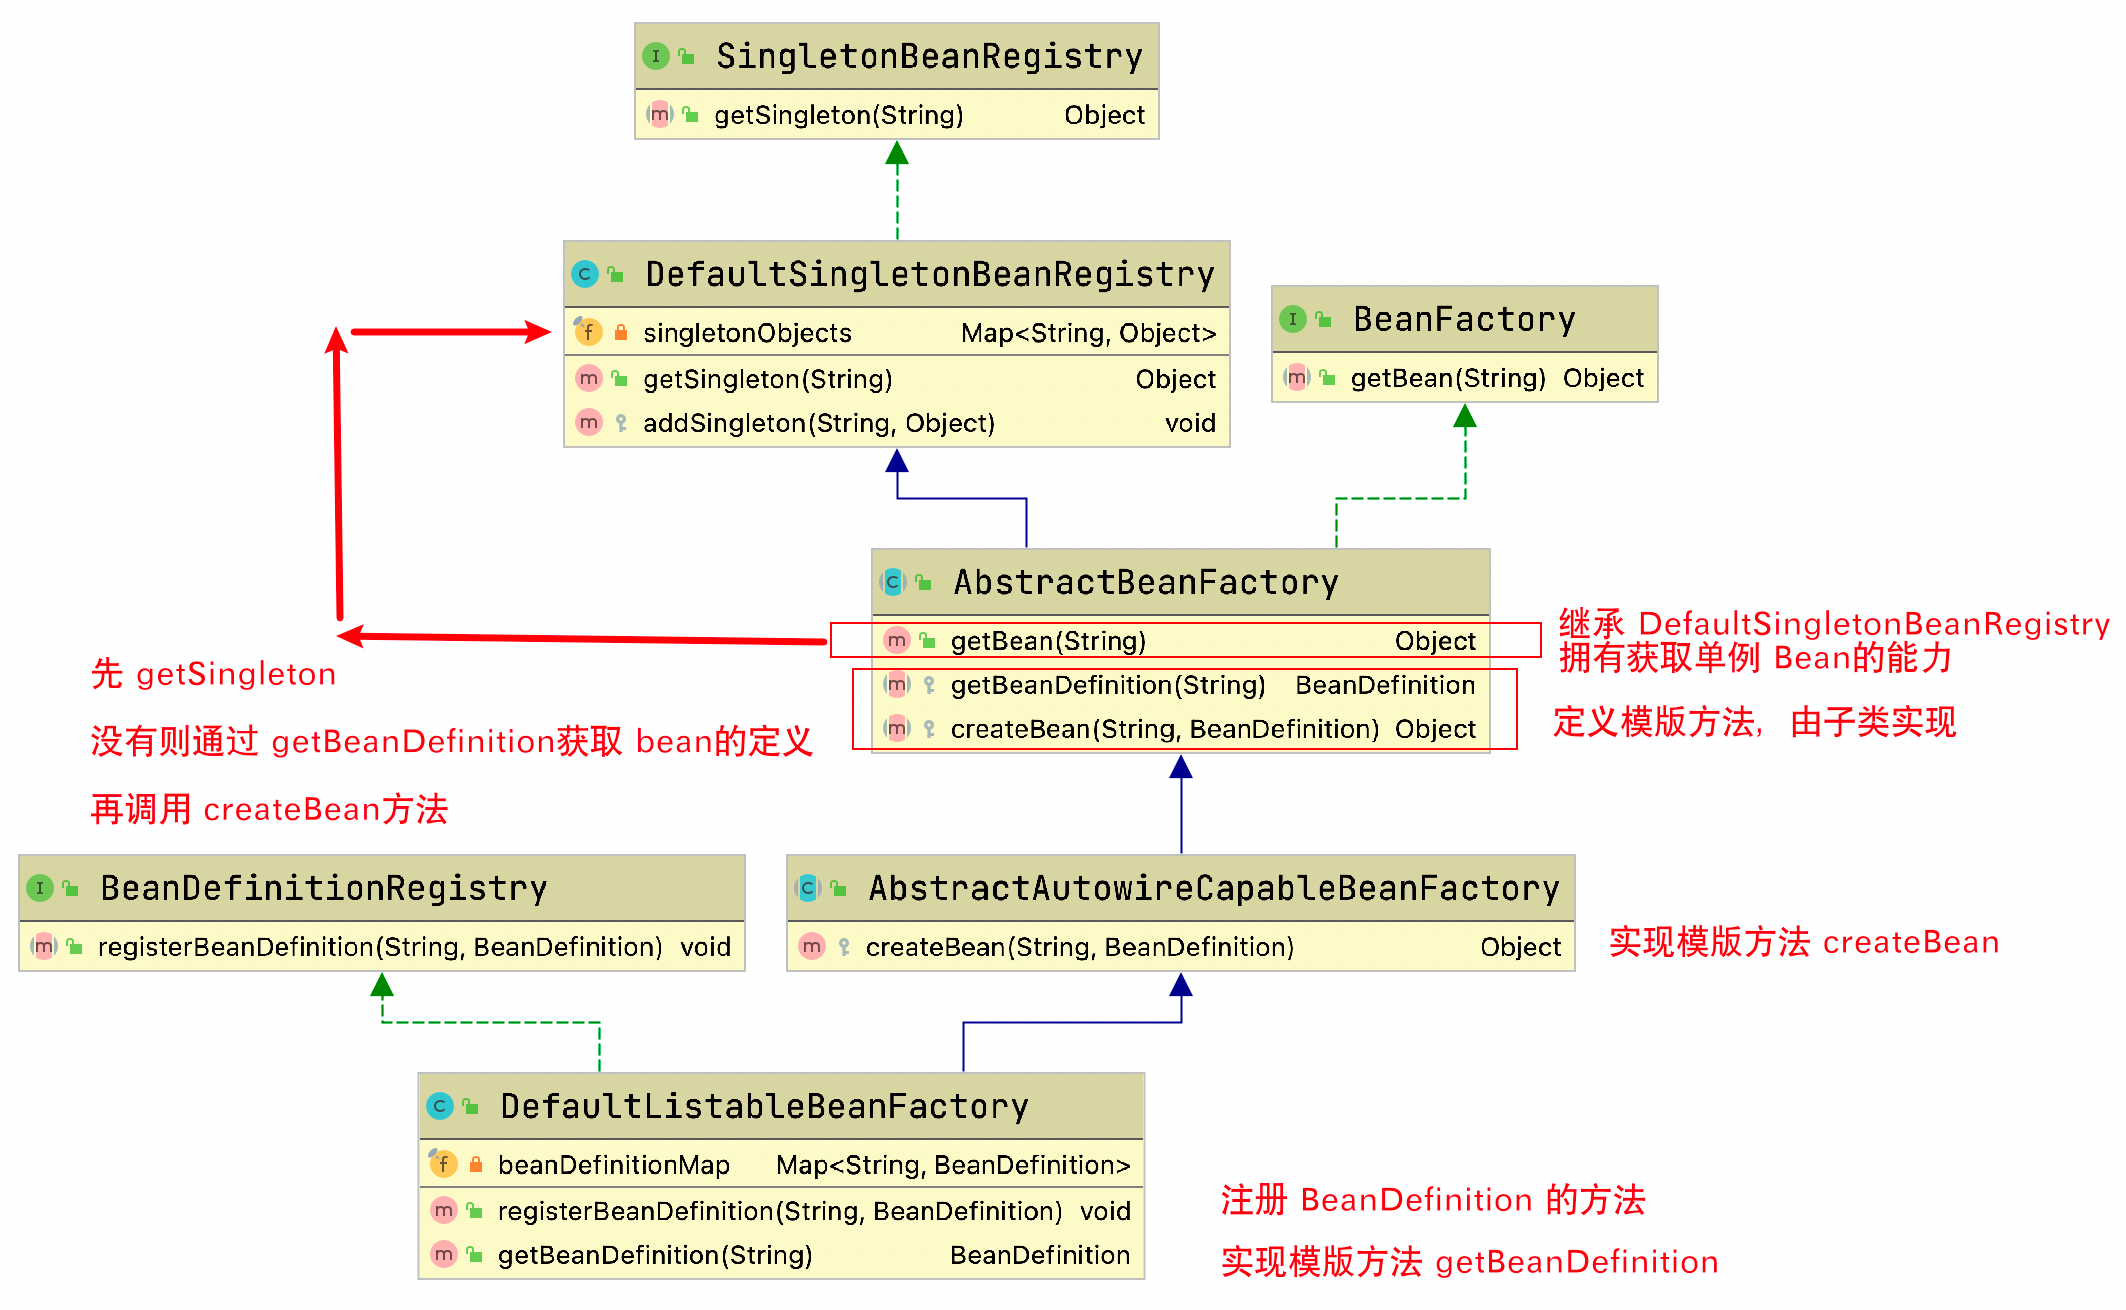 SingletonBeanRegistry
getSingleton(String) Object
DefaultSingletonBeanRegistry
singletonObjects Map<String, Object>
getSingleton(String) Object
addSingleton(String, Object) void
BeanFactory
getBean(String) Object
AbstractBeanFactory
getBean(String) Object
getBeanDefinition(String) BeanDefinition
createBean(String, BeanDefinition) Object
继承 DefaultSingletonBeanRegistry
拥有获取单例 Bean的能力
定义模版方法，由子类实现
先 getSingleton
没有则通过 getBeanDefinition获取 bean的定义
再调用 createBean方法
BeanDefinitionRegistry
registerBeanDefinition(String, BeanDefinition) void
AbstractAutowireCapableBeanFactory
createBean(String, BeanDefinition) Object
实现模版方法 createBean
DefaultListableBeanFactory
beanDefinitionMap Map<String, BeanDefinition>
registerBeanDefinition(String, BeanDefinition) void
getBeanDefinition(String) BeanDefinition
注册 BeanDefinition 的方法
实现模版方法 getBeanDefinition